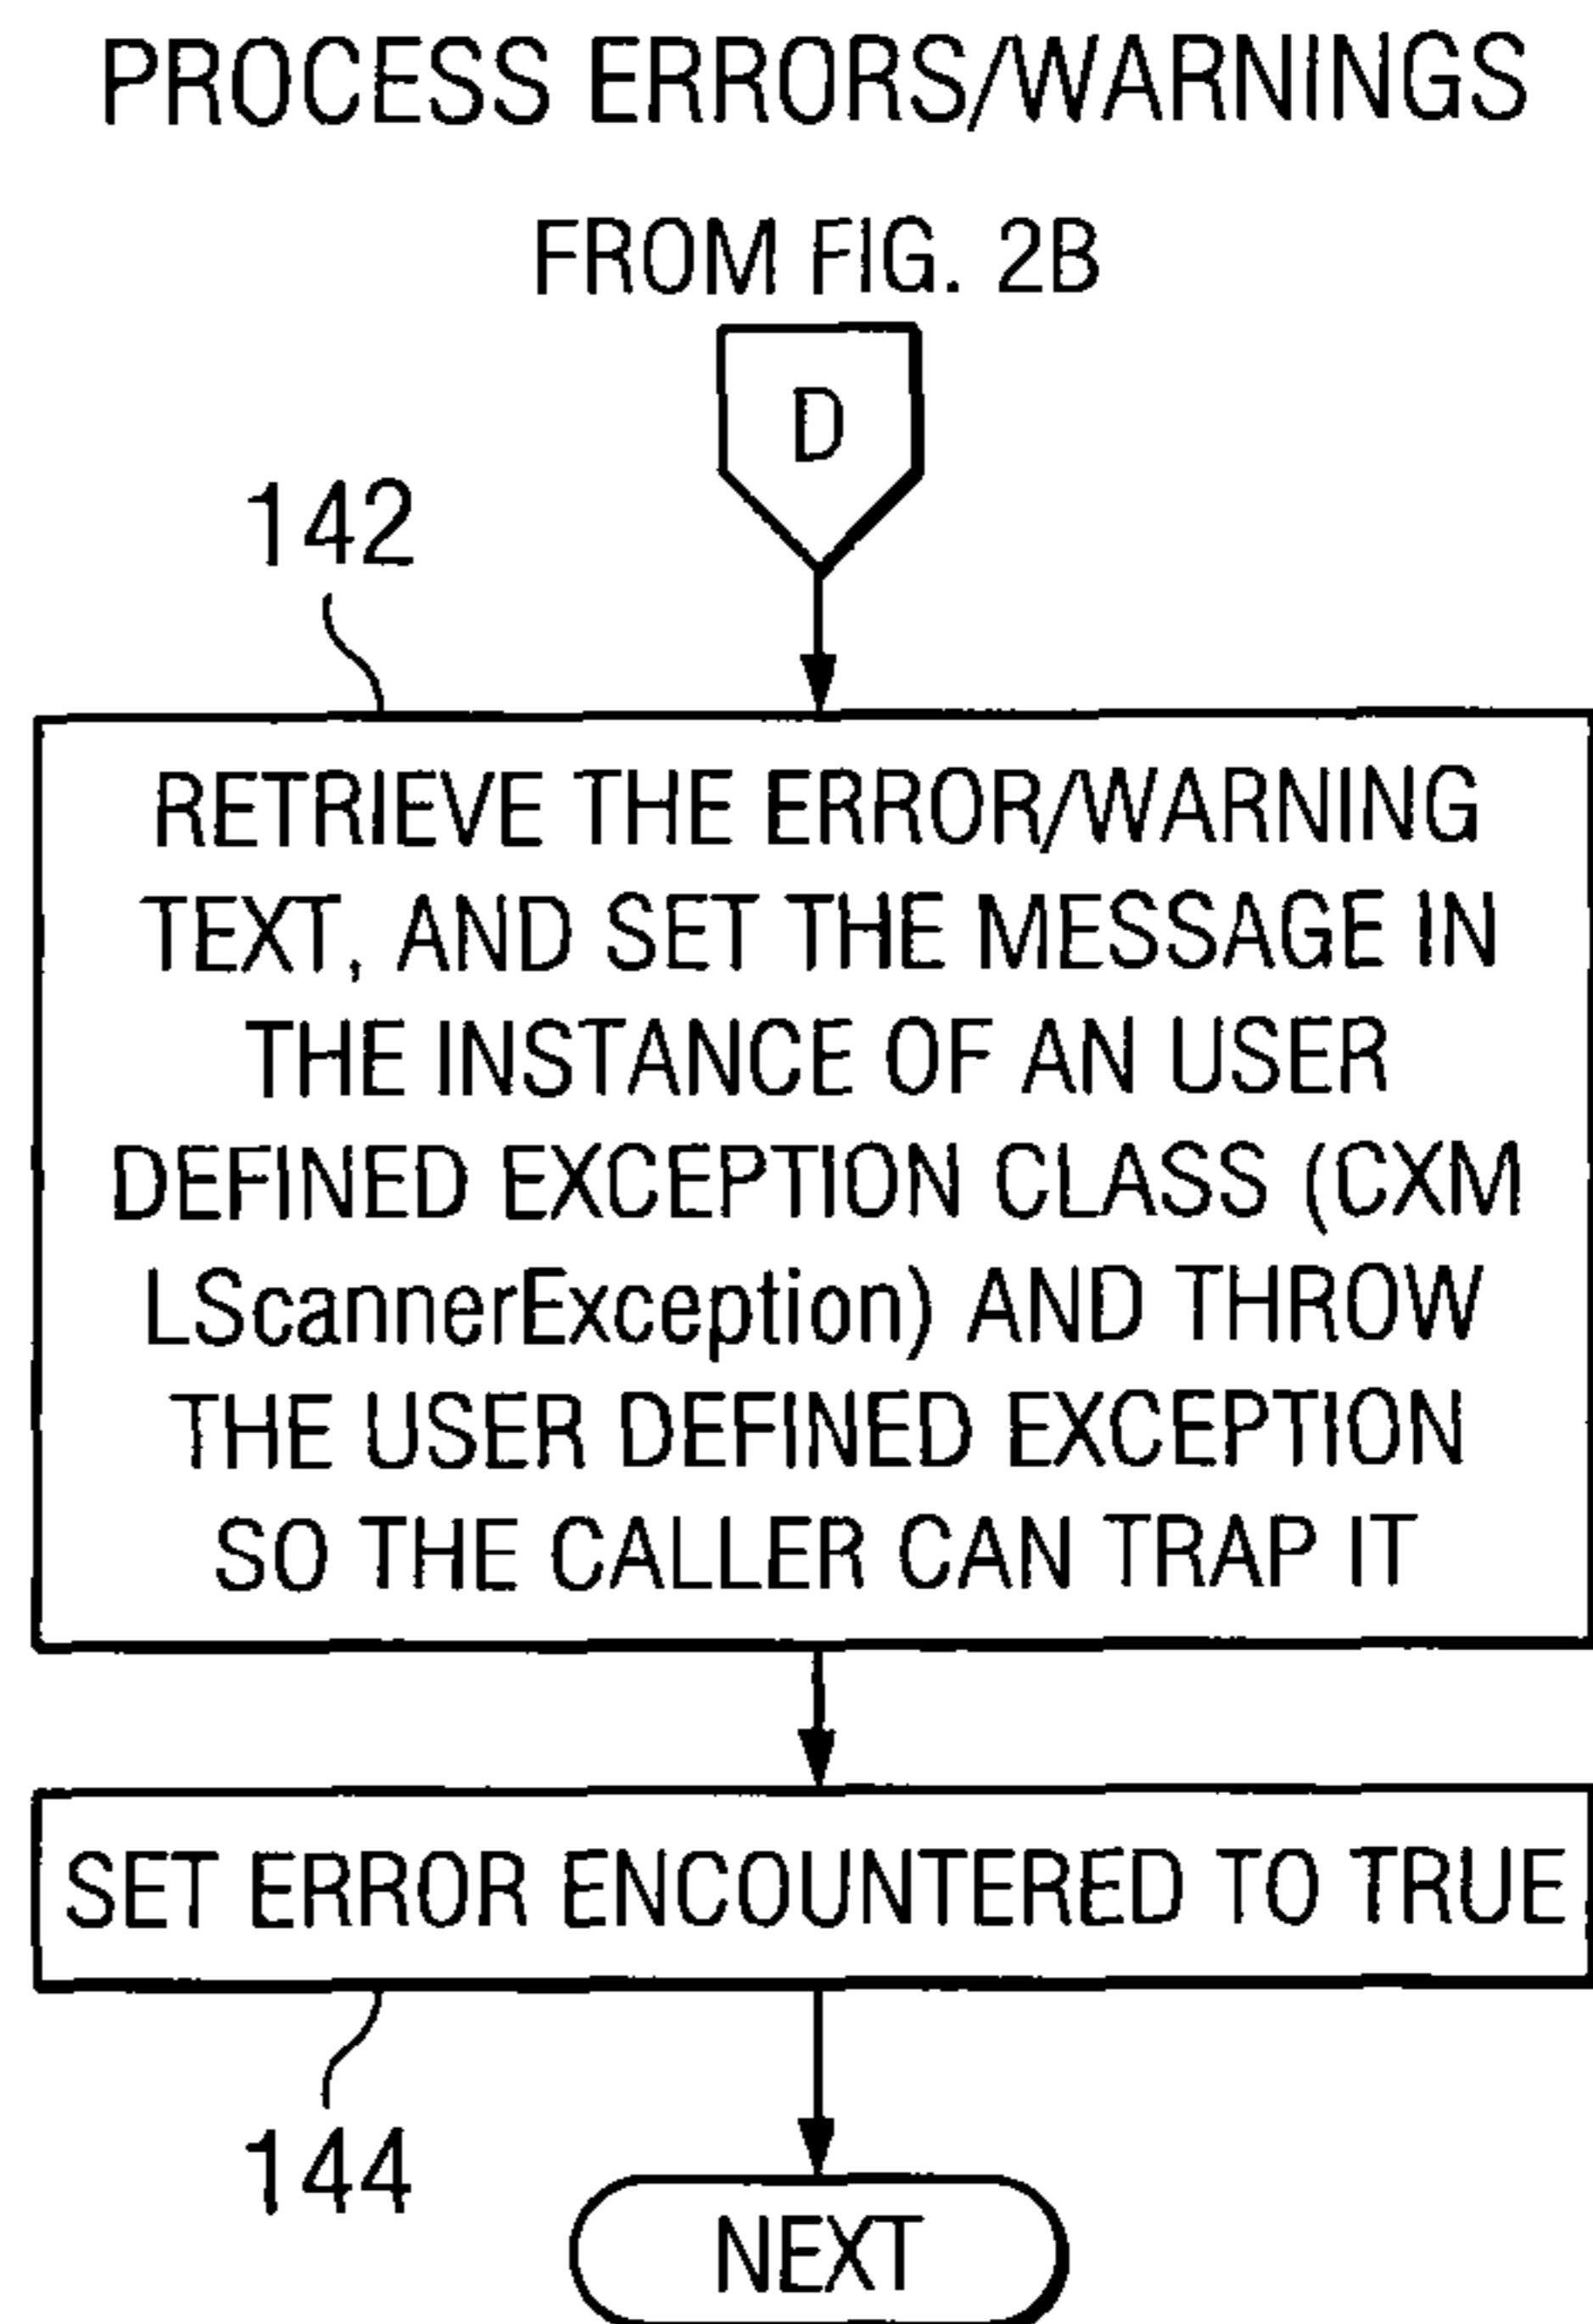 PROCESS ERRORS/WARNINGS
FROM FIG. 2B
D
142
RETRIEVE THE ERROR/WARNING
TEXT, AND SET THE MESSAGE IN
THE INSTANCE OF AN USER
DEFINED EXCEPTION CLASS (CXM
LScannerException) AND THROW
THE USER DEFINED EXCEPTION
SO THE CALLER CAN TRAP IT
SET ERROR ENCOUNTERED TO TRUE
144
NEXT